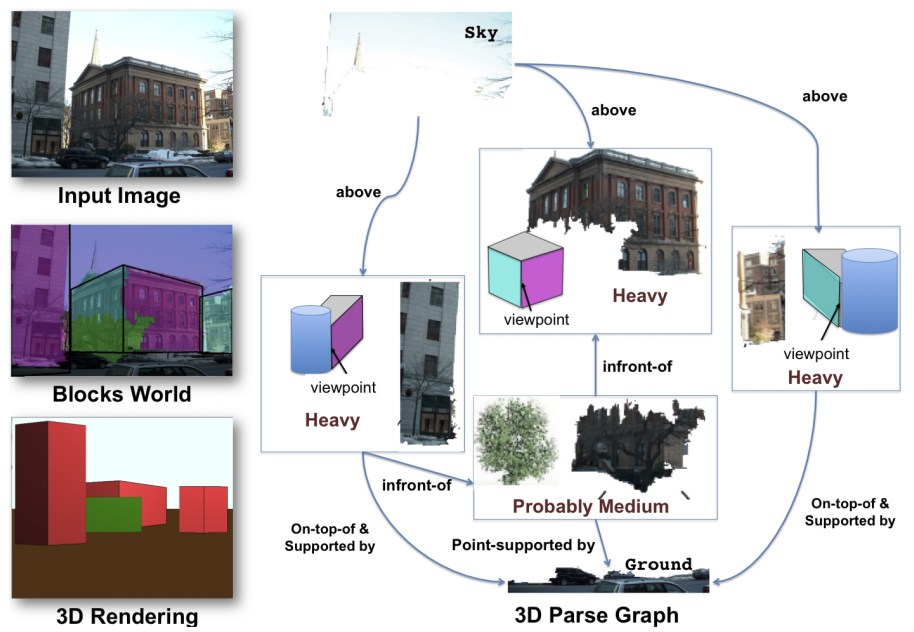 Input Image
Blocks World
3D Rendering
Sky
above
above
above
viewpoint
Heavy
viewpoint
Heavy
viewpoint
Heavy
infront-of
infront-of
Probably Medium
On-top-of &
Supported by
Point-supported by
On-top-of &
Supported by
Ground
3D Parse Graph